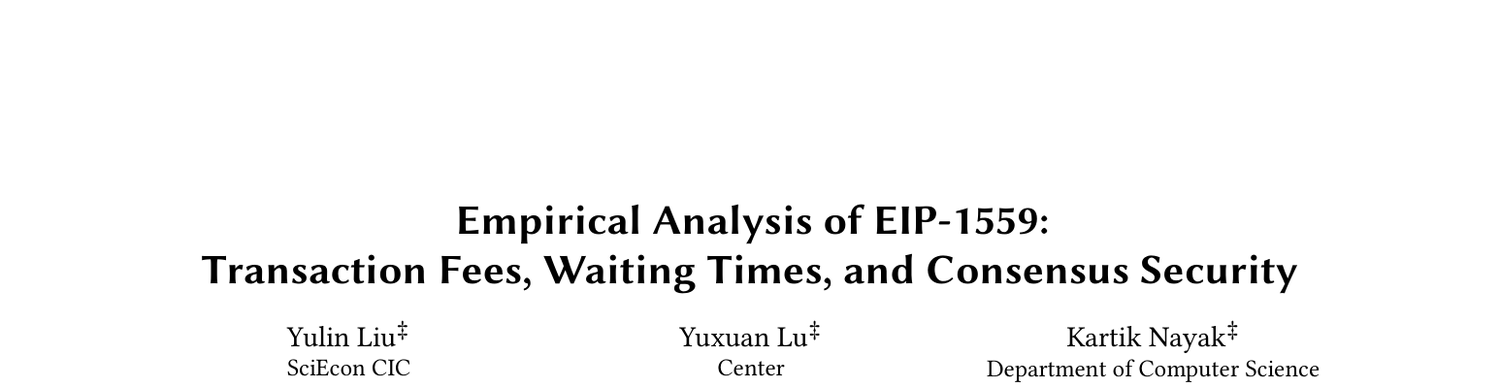 Empirical Analysis of EIP-1559:
Transaction Fees, Waiting Times, and Consensus Security
Yulin Liu‡ Yuxuan Lu‡ Kartik Nayak‡
SciEcon CIC Center Department of Computer Science